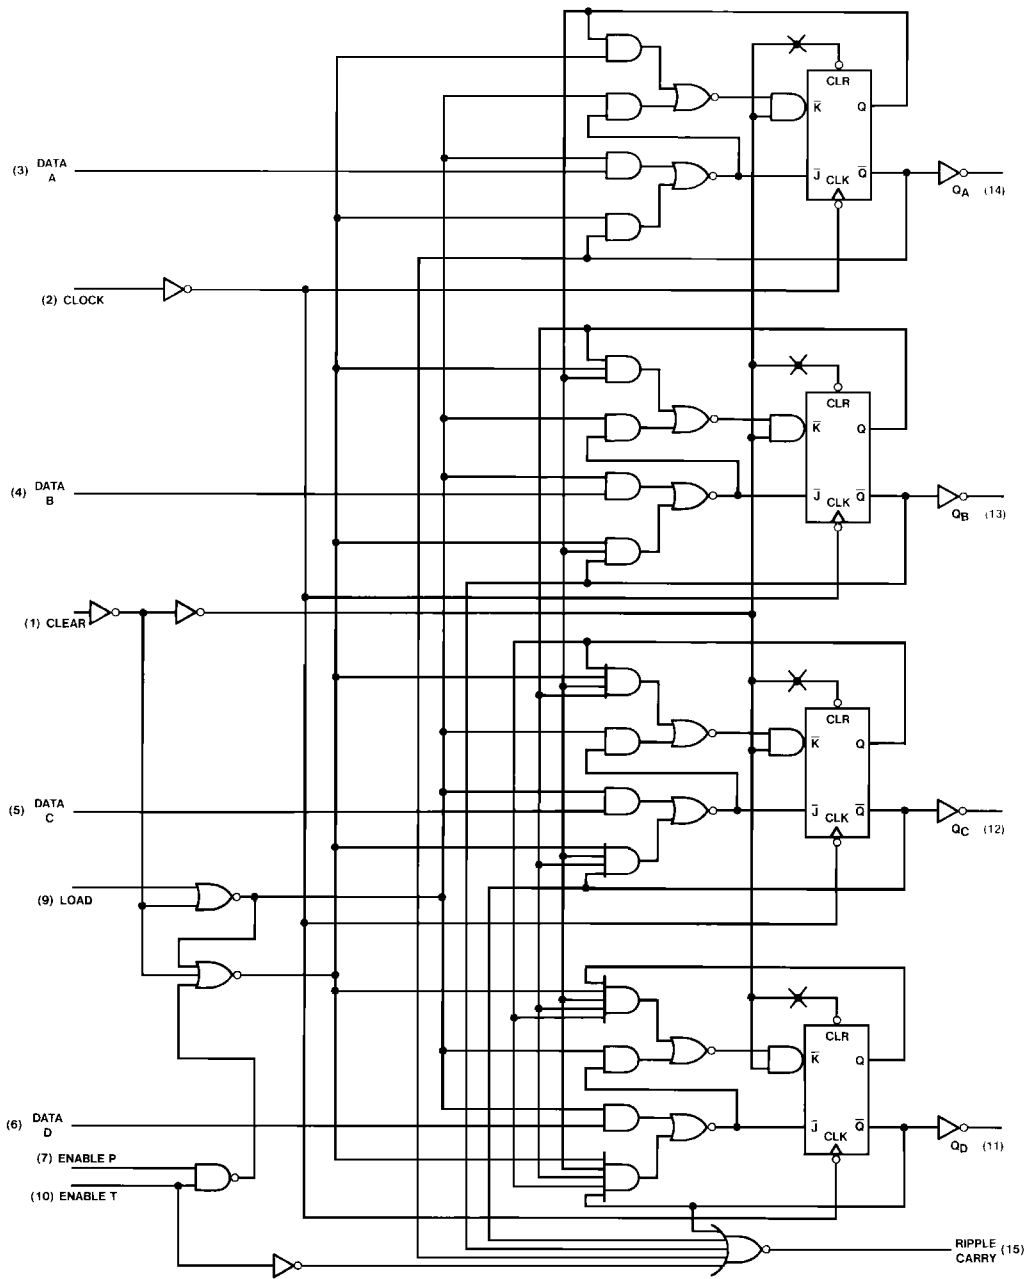 CLR
K̅
Q
(3) DATA
A
J̅
CLK
Q̅
QA (14)
(2) CLOCK
CLR
K̅
Q
(4) DATA
B
J̅
CLK
Q̅
QB (13)
(1) CLEAR
CLR
K̅
Q
(5) DATA
C
J̅
CLK
Q̅
QC (12)
(9) LOAD
CLR
K̅
Q
(6) DATA
D
J̅
CLK
Q̅
QD (11)
(7) ENABLE P
(10) ENABLE T
RIPPLE
CARRY (15)